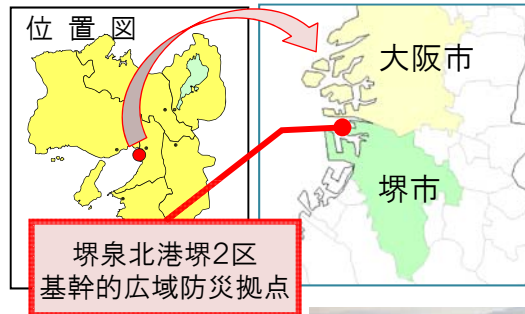 位置図
大阪市
堺市
堺泉北港堺2区
基幹的広域防災拠点